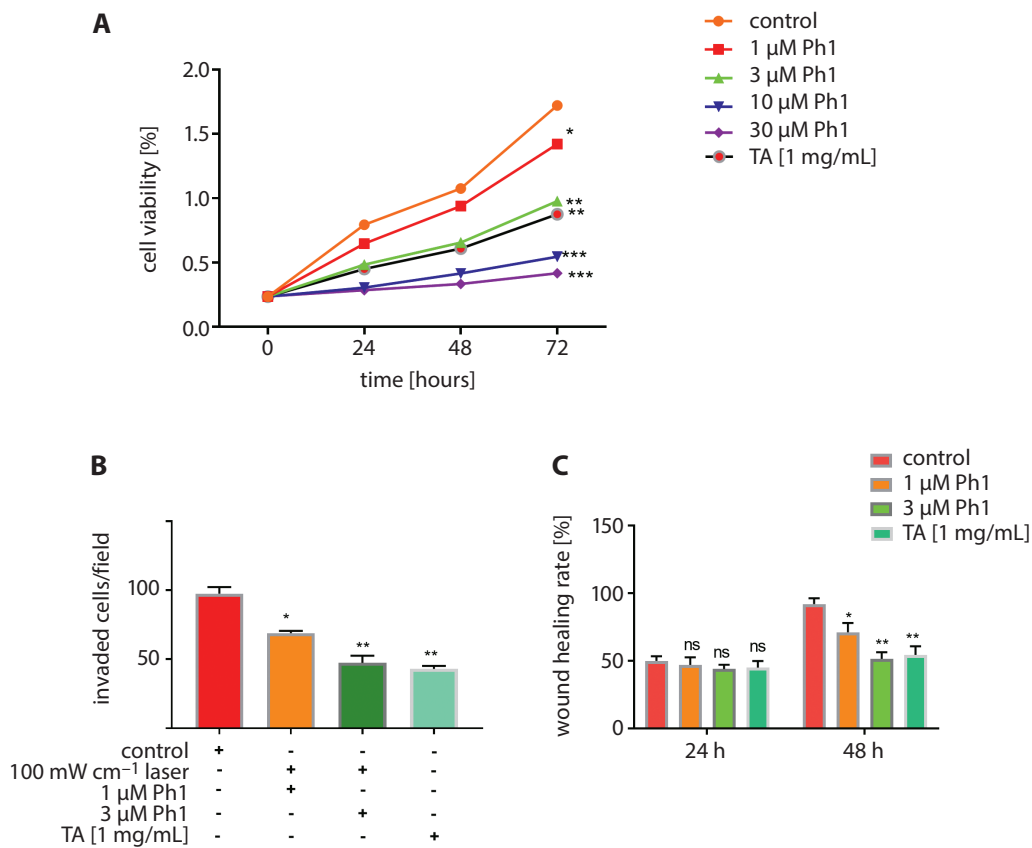 A
control
1 µM Ph1
3 µM Ph1
10 µM Ph1
30 µM Ph1
TA [1 mg/mL]
cell viability [%]
2.0
1.5
1.0
0.5
0.0
*
**
**
***
***
0 24 48 72
time [hours]
B
invaded cells/field
100
50
* ** **
control + - - -
100 mW cm⁻¹ laser - + + -
1 µM Ph1 - + - -
3 µM Ph1 - - + -
TA [1 mg/mL] - - - +
C
control
1 µM Ph1
3 µM Ph1
TA [1 mg/mL]
wound healing rate [%]
150
100
50
0
ns ns ns * ** **
24 h 48 h